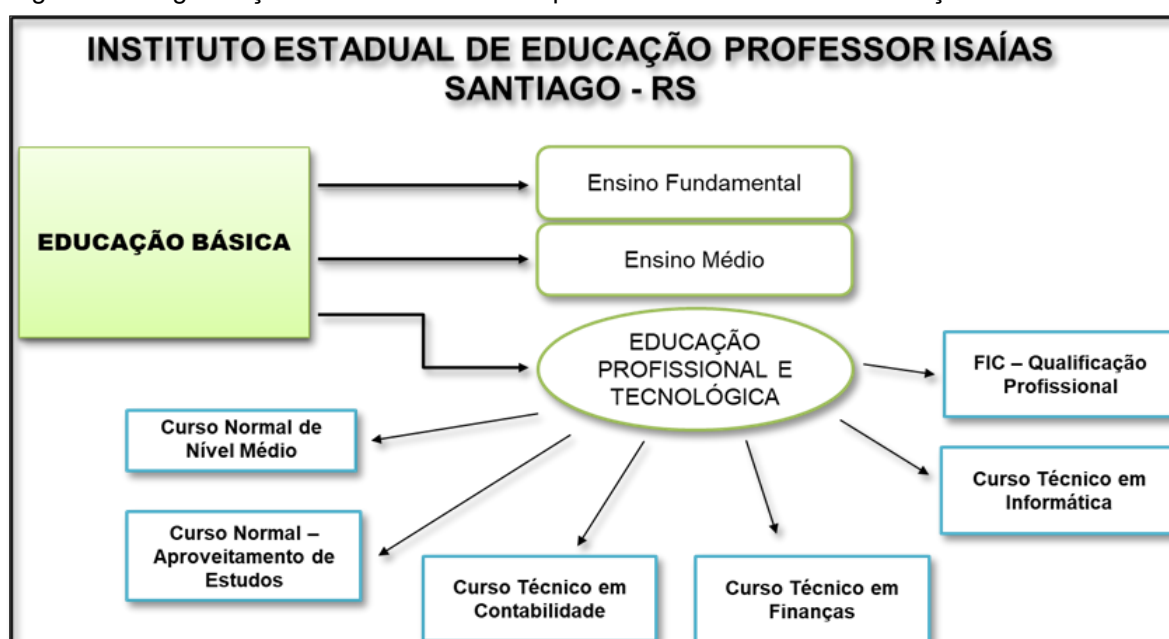 INSTITUTO ESTADUAL DE EDUCAÇÃO PROFESSOR ISAÍAS
SANTIAGO - RS
EDUCAÇÃO BÁSICA
Ensino Fundamental
Ensino Médio
EDUCAÇÃO
PROFISSIONAL E
TECNOLÓGICA
FIC – Qualificação
Profissional
Curso Normal de
Nível Médio
Curso Técnico em
Informática
Curso Normal –
Aproveitamento de
Estudos
Curso Técnico em
Contabilidade
Curso Técnico em
Finanças